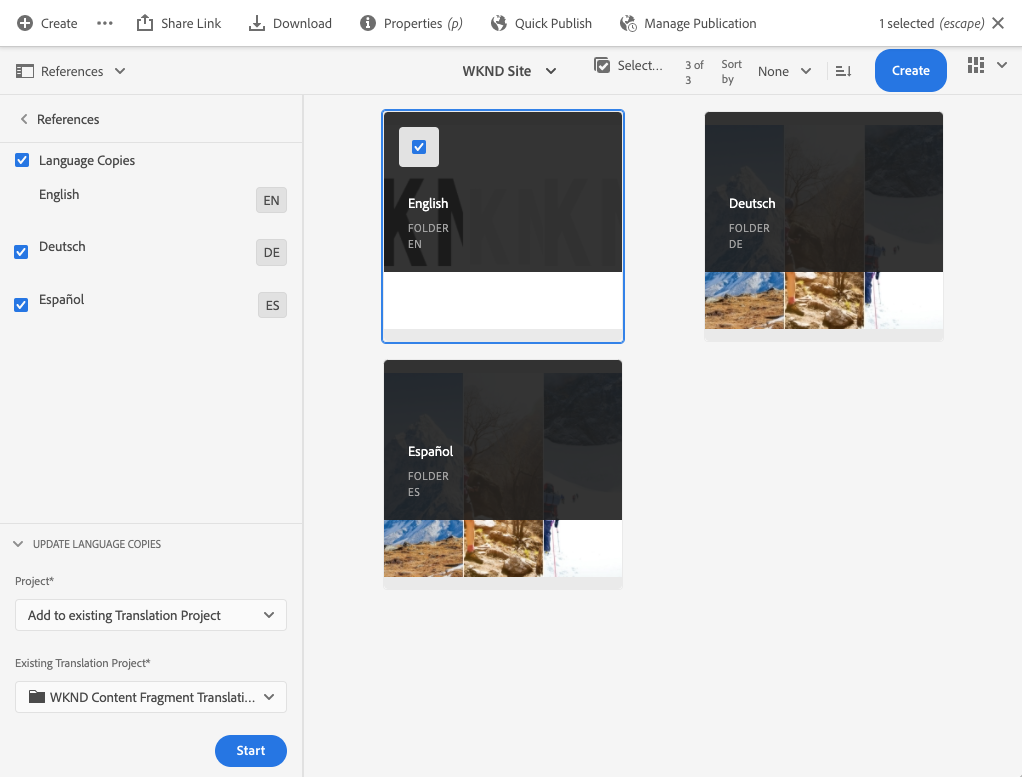 Create
Share Link
Download
Properties (p)
Quick Publish
Manage Publication
1 selected (escape)
References
WKND Site
Select...
3 of
3
Sort
by
None
Create
References
Language Copies
English
EN
Deutsch
DE
Español
ES
English
FOLDER
EN
Deutsch
FOLDER
DE
Español
FOLDER
ES
UPDATE LANGUAGE COPIES
Project*
Add to existing Translation Project
Existing Translation Project*
WKND Content Fragment Translati...
Start